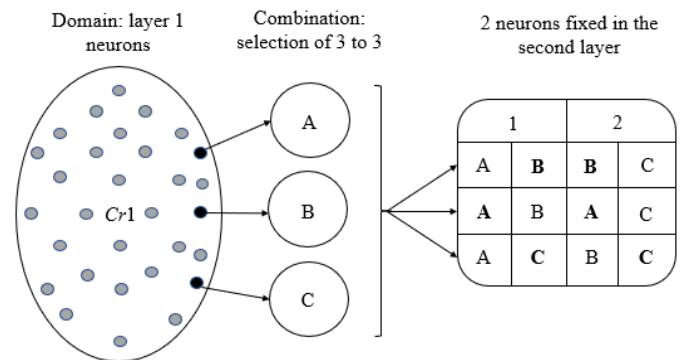 Domain: layer 1
neurons
Combination:
selection of 3 to 3
2 neurons fixed in the
second layer
Cr1
A
B
C
1 2
A B B C
A B A C
A C B C